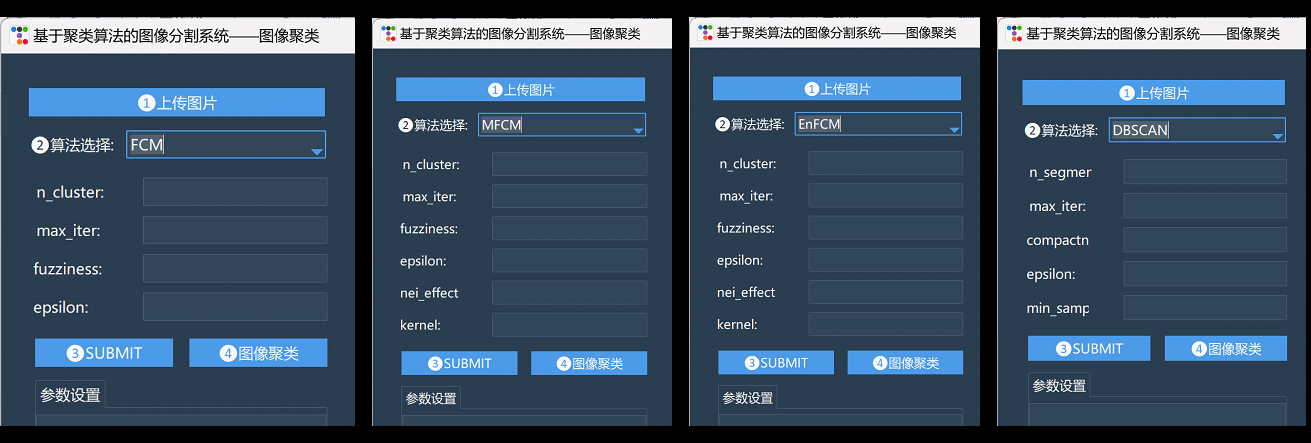 基于聚类算法的图像分割系统——图像聚类
1上传图片
2算法选择: FCM
n_cluster:
max_iter:
fuzziness:
epsilon:
3SUBMIT 4图像聚类
参数设置
基于聚类算法的图像分割系统——图像聚类
1上传图片
2算法选择: MFCM
n_cluster:
max_iter:
fuzziness:
epsilon:
nei_effect
kernel:
3SUBMIT 4图像聚类
参数设置
基于聚类算法的图像分割系统——图像聚类
1上传图片
2算法选择: EnFCM
n_cluster:
max_iter:
fuzziness:
epsilon:
nei_effect
kernel:
3SUBMIT 4图像聚类
参数设置
基于聚类算法的图像分割系统——图像聚类
1上传图片
2算法选择: DBSCAN
n_segmer
max_iter:
compactn
epsilon:
min_samp
3SUBMIT 4图像聚类
参数设置